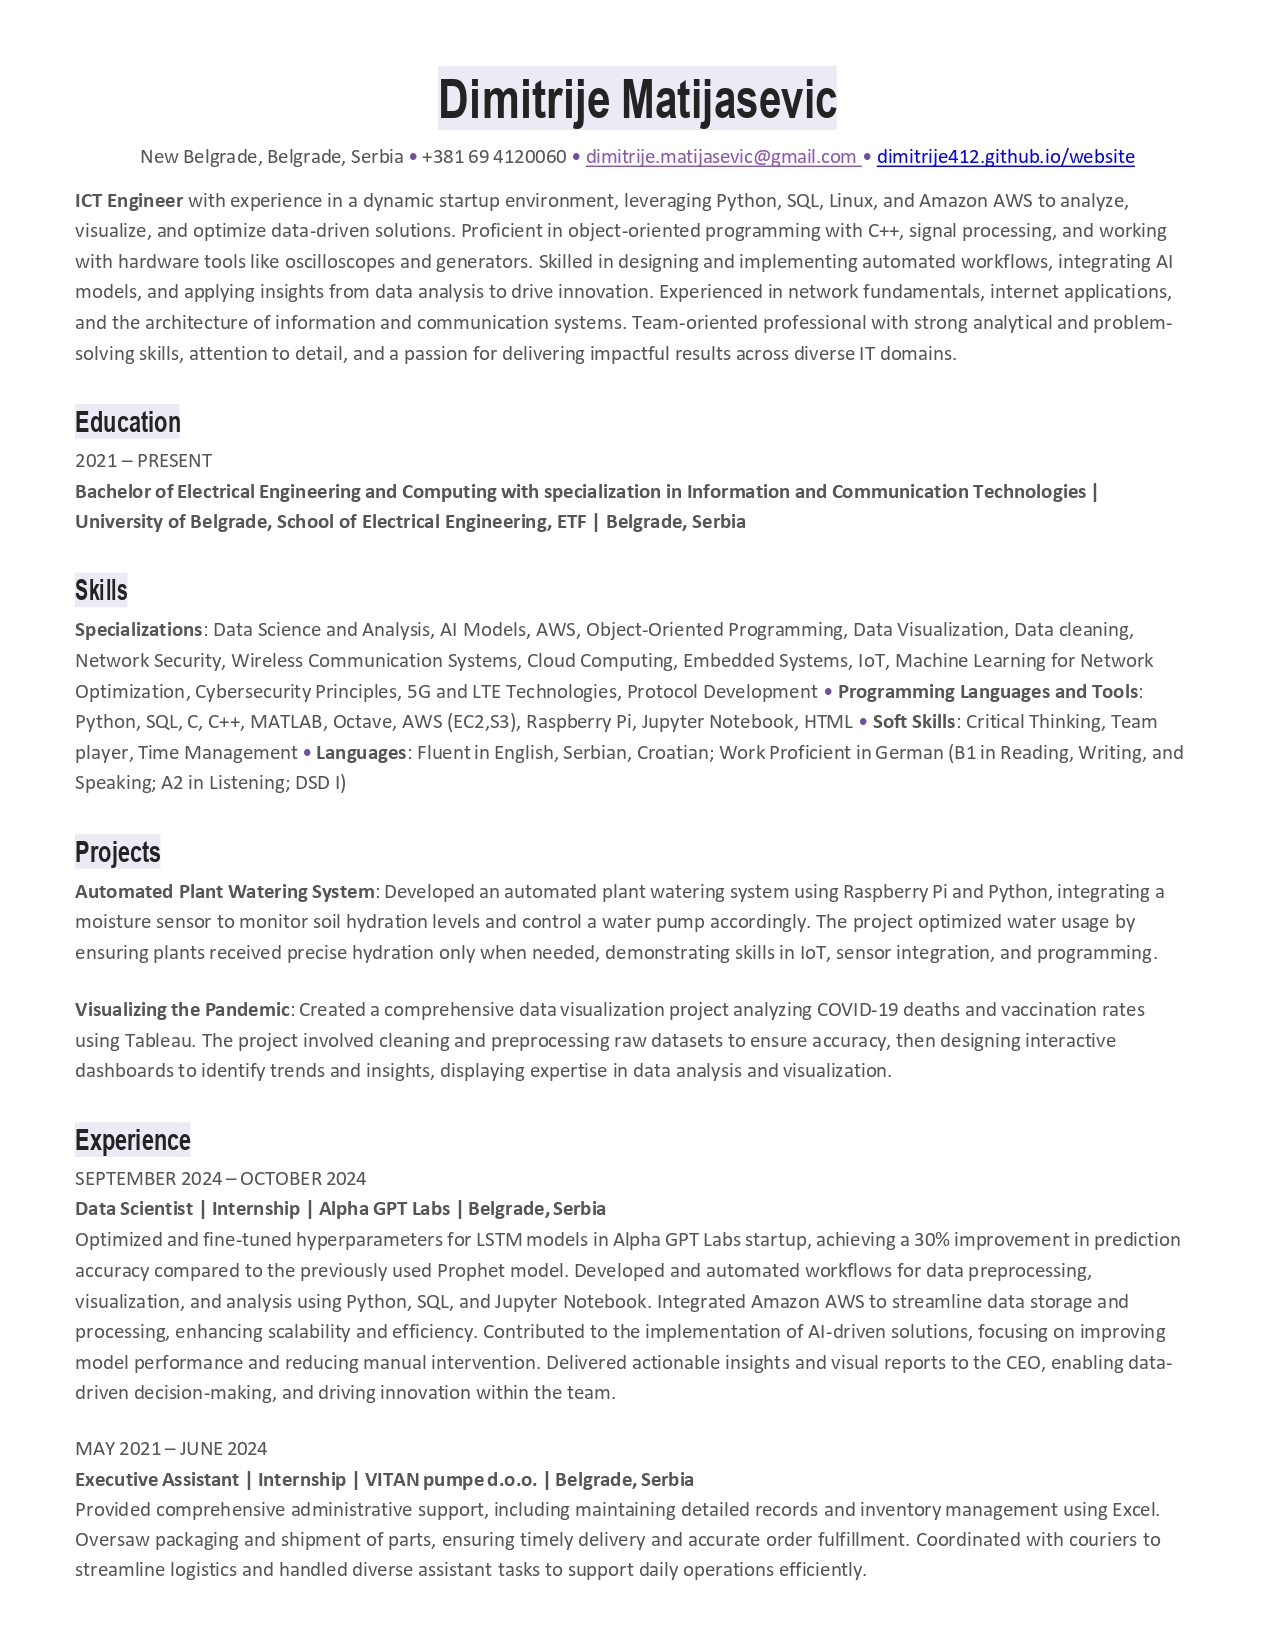 Dimitrije Matijasevic
New Belgrade, Belgrade, Serbia • +381 69 4120060 • dimitrije.matijasevic@gmail.com • dimitrije412.github.io/website
ICT Engineer with experience in a dynamic startup environment, leveraging Python, SQL, Linux, and Amazon AWS to analyze,
visualize, and optimize data-driven solutions. Proficient in object-oriented programming with C++, signal processing, and working
with hardware tools like oscilloscopes and generators. Skilled in designing and implementing automated workflows, integrating AI
models, and applying insights from data analysis to drive innovation. Experienced in network fundamentals, internet applications,
and the architecture of information and communication systems. Team-oriented professional with strong analytical and problem-
solving skills, attention to detail, and a passion for delivering impactful results across diverse IT domains.
Education
2021 – PRESENT
Bachelor of Electrical Engineering and Computing with specialization in Information and Communication Technologies |
University of Belgrade, School of Electrical Engineering, ETF | Belgrade, Serbia
Skills
Specializations: Data Science and Analysis, AI Models, AWS, Object-Oriented Programming, Data Visualization, Data cleaning,
Network Security, Wireless Communication Systems, Cloud Computing, Embedded Systems, IoT, Machine Learning for Network
Optimization, Cybersecurity Principles, 5G and LTE Technologies, Protocol Development • Programming Languages and Tools:
Python, SQL, C, C++, MATLAB, Octave, AWS (EC2,S3), Raspberry Pi, Jupyter Notebook, HTML • Soft Skills: Critical Thinking, Team
player, Time Management • Languages: Fluent in English, Serbian, Croatian; Work Proficient in German (B1 in Reading, Writing, and
Speaking; A2 in Listening; DSD I)
Projects
Automated Plant Watering System: Developed an automated plant watering system using Raspberry Pi and Python, integrating a
moisture sensor to monitor soil hydration levels and control a water pump accordingly. The project optimized water usage by
ensuring plants received precise hydration only when needed, demonstrating skills in IoT, sensor integration, and programming.
Visualizing the Pandemic: Created a comprehensive data visualization project analyzing COVID-19 deaths and vaccination rates
using Tableau. The project involved cleaning and preprocessing raw datasets to ensure accuracy, then designing interactive
dashboards to identify trends and insights, displaying expertise in data analysis and visualization.
Experience
SEPTEMBER 2024 – OCTOBER 2024
Data Scientist | Internship | Alpha GPT Labs | Belgrade, Serbia
Optimized and fine-tuned hyperparameters for LSTM models in Alpha GPT Labs startup, achieving a 30% improvement in prediction
accuracy compared to the previously used Prophet model. Developed and automated workflows for data preprocessing,
visualization, and analysis using Python, SQL, and Jupyter Notebook. Integrated Amazon AWS to streamline data storage and
processing, enhancing scalability and efficiency. Contributed to the implementation of AI-driven solutions, focusing on improving
model performance and reducing manual intervention. Delivered actionable insights and visual reports to the CEO, enabling data-
driven decision-making, and driving innovation within the team.
MAY 2021 – JUNE 2024
Executive Assistant | Internship | VITAN pumpe d.o.o. | Belgrade, Serbia
Provided comprehensive administrative support, including maintaining detailed records and inventory management using Excel.
Oversaw packaging and shipment of parts, ensuring timely delivery and accurate order fulfillment. Coordinated with couriers to
streamline logistics and handled diverse assistant tasks to support daily operations efficiently.